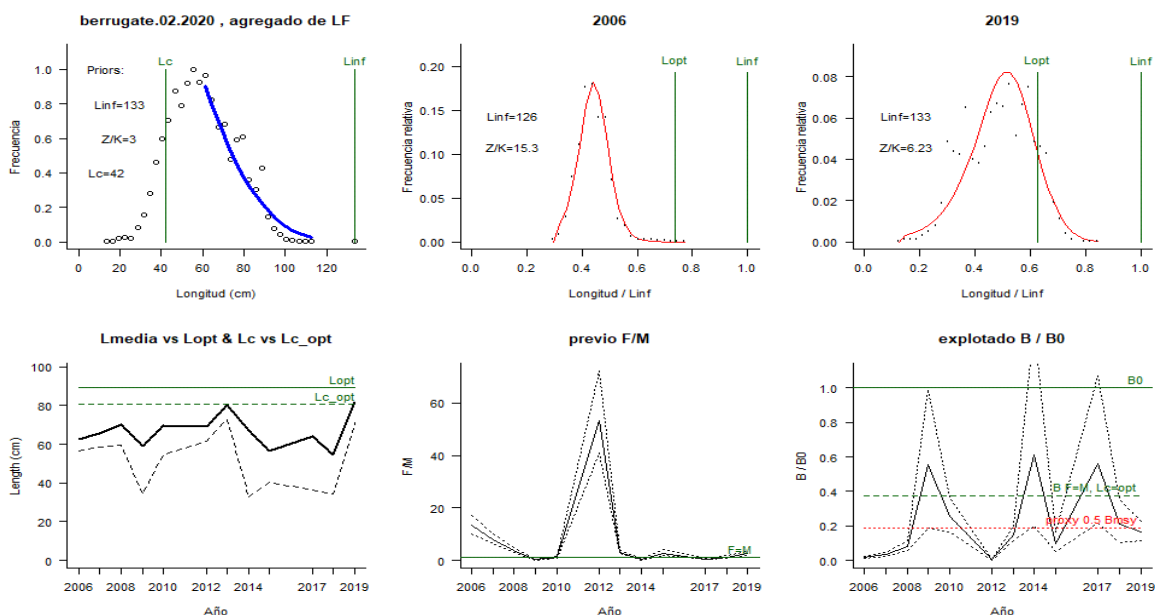 berrugate.02.2020 , agregado de LF
Lc
Linf
Priors:
Linf=133
Z/K=3
Lc=42
Frecuencia
1.0
0.8
0.6
0.4
0.2
0.0
0 20 40 60 80 100 120
Longitud (cm)
2006
Lopt
Linf
Linf=126
Z/K=15.3
Frecuencia relativa
0.20
0.15
0.10
0.05
0.00
0.0 0.2 0.4 0.6 0.8 1.0
Longitud / Linf
2019
Lopt
Linf
Linf=133
Z/K=6.23
Frecuencia relativa
0.08
0.06
0.04
0.02
0.00
0.0 0.2 0.4 0.6 0.8 1.0
Longitud / Linf
Lmedia vs Lopt & Lc vs Lc_opt
Lopt
Lc_opt
Length (cm)
100
80
60
40
20
0
2006 2009 2012 2014 2017 2019
Año
previo F/M
F=M
F/M
60
40
20
0
2006 2009 2012 2014 2017 2019
Año
explotado B / B0
B0
B F=M, Lc=opt
proxy 0.5 Bmsy
B / B0
1.0
0.8
0.6
0.4
0.2
0.0
2006 2009 2012 2014 2017 2019
Año